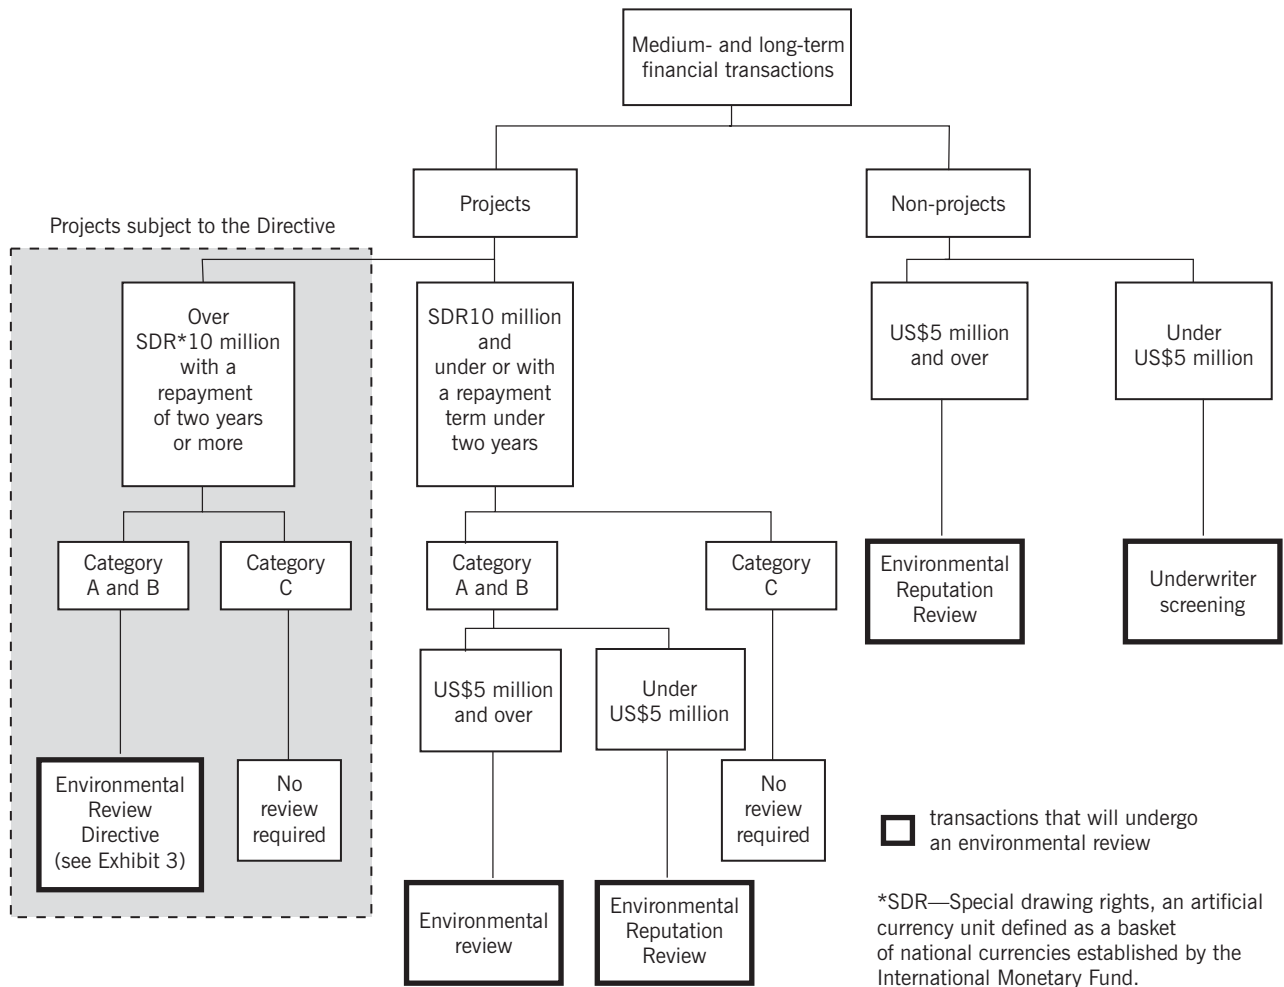 Medium- and long-term
financial transactions
Projects
Non-projects
Projects subject to the Directive
Over
SDR*10 million
with a
repayment
of two years
or more
SDR10 million
and
under or with
a repayment
term under
two years
US$5 million
and over
Under
US$5 million
Category
A and B
Category
C
Category
A and B
Category
C
Environmental
Reputation
Review
Underwriter
screening
US$5 million
and over
Under
US$5 million
Environmental
Review
Directive
(see Exhibit 3)
No
review
required
No
review
required
Environmental
review
Environmental
Reputation
Review
transactions that will undergo
an environmental review
*SDR—Special drawing rights, an artificial
currency unit defined as a basket
of national currencies established by the
International Monetary Fund.